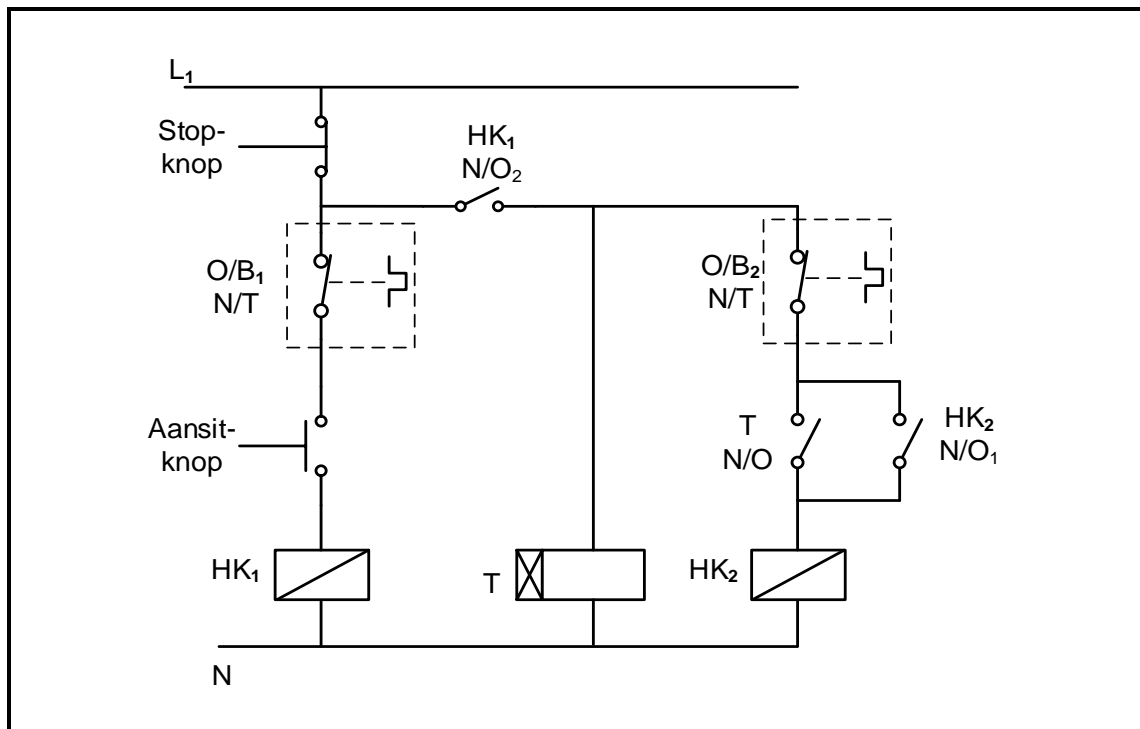 L₁
Stop-
knop
HK₁
N/O₂
O/B₁
N/T
O/B₂
N/T
Aansit-
knop
T
N/O
HK₂
N/O₁
HK₁
T
HK₂
N